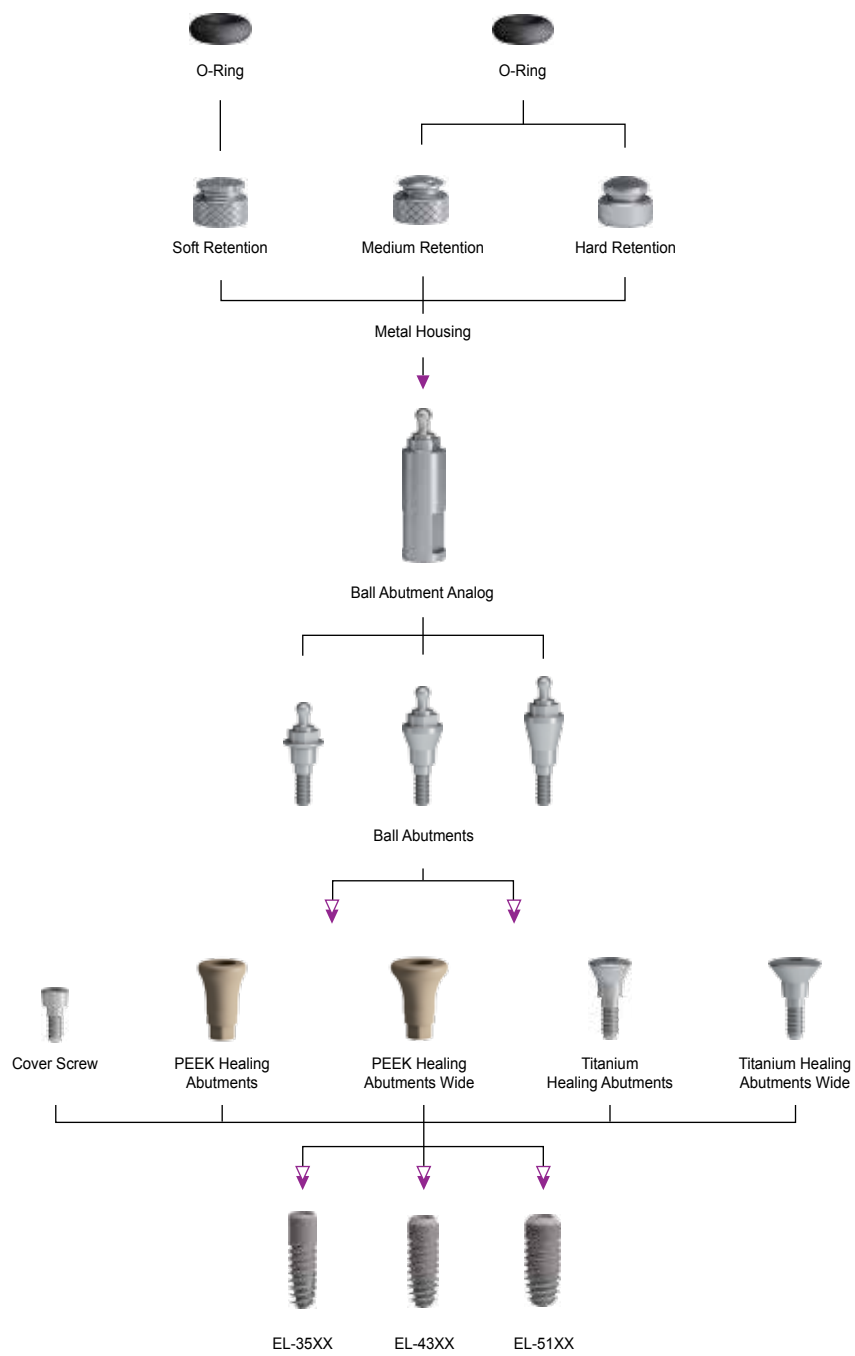 O-Ring
O-Ring
Soft Retention
Medium Retention
Hard Retention
Metal Housing
Ball Abutment Analog
Ball Abutments
Cover Screw
PEEK Healing
Abutments
PEEK Healing
Abutments Wide
Titanium
Healing Abutments
Titanium Healing
Abutments Wide
EL-35XX
EL-43XX
EL-51XX